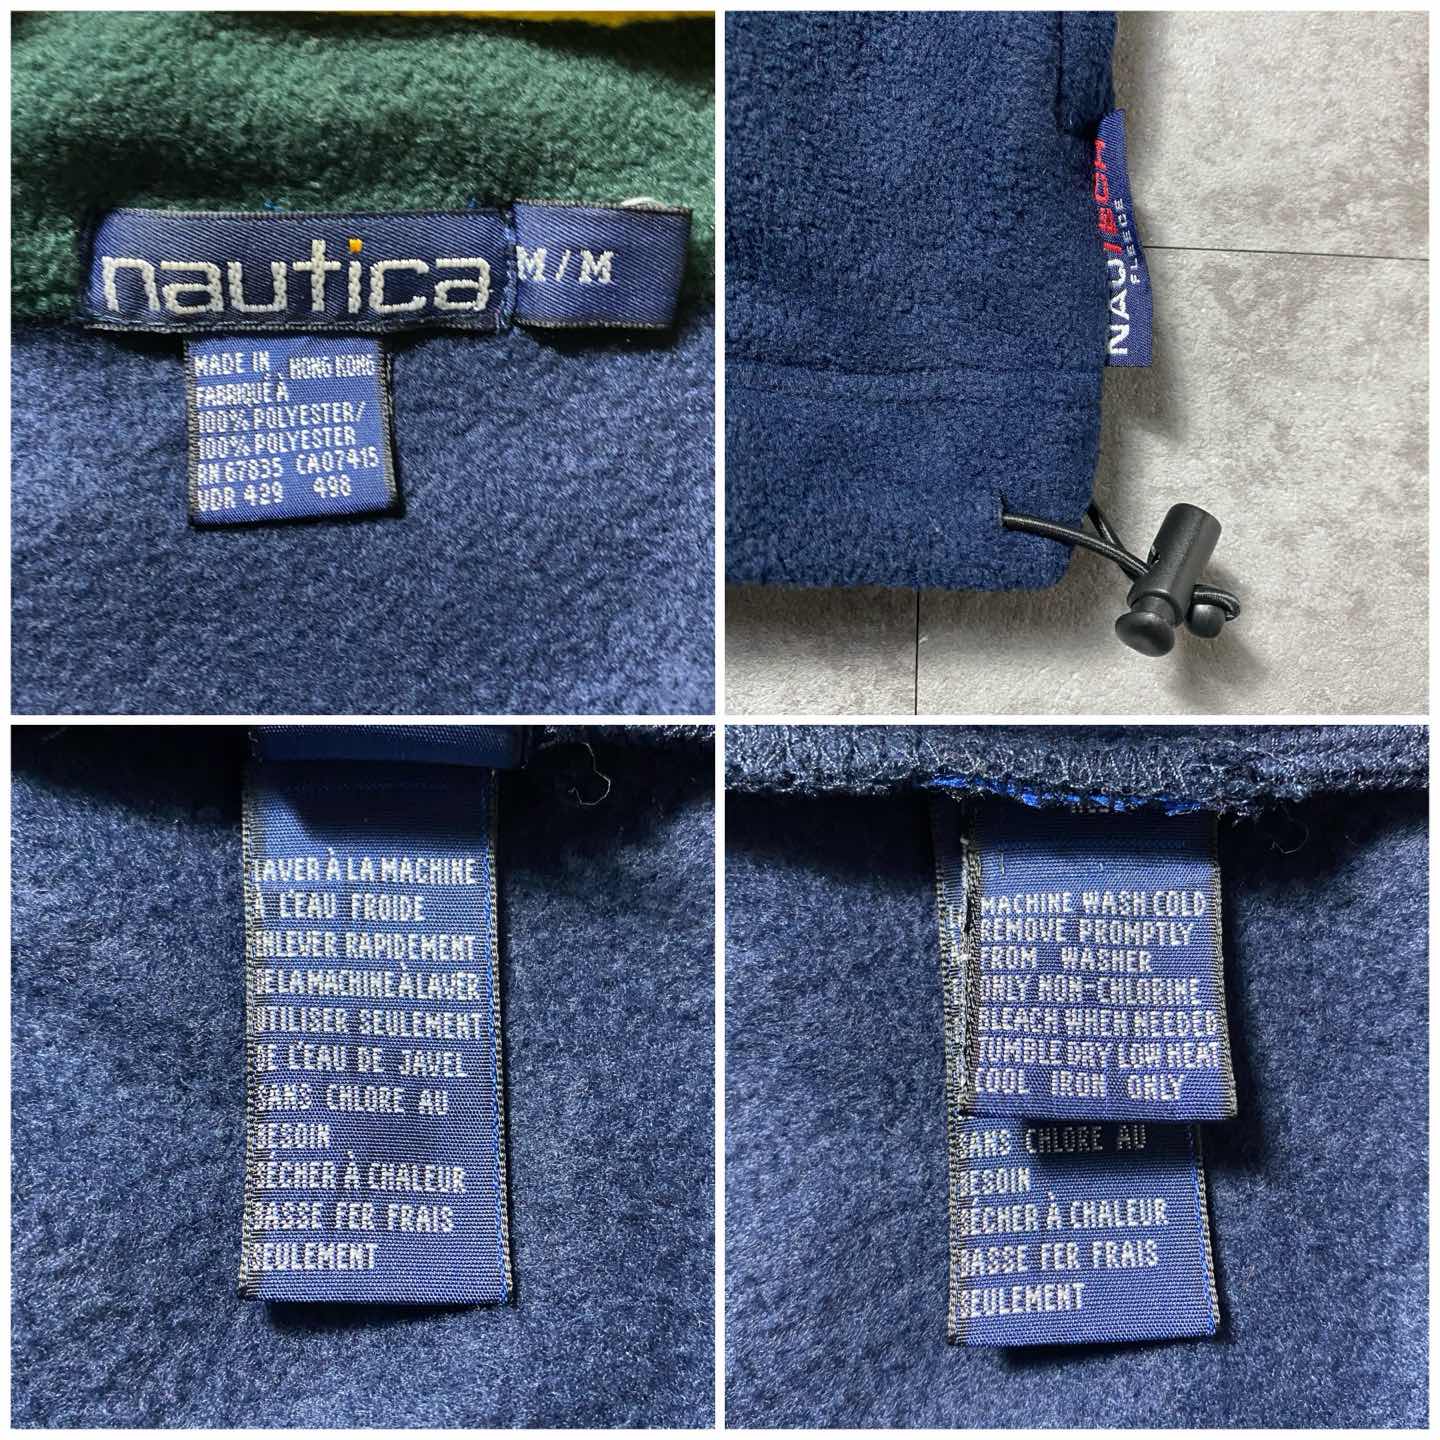 nautica
M/M
MADE IN HONG KONG
FABRIQUÉ À
100% POLYESTER/
100% POLYESTER
RN 67835 CA07415
VDR 429 498
NAUTECH
FLEECE
LAVER À LA MACHINE
À L'EAU FROIDE
ENLEVER RAPIDEMENT
DE LA MACHINE À LAVER
UTILISER SEULEMENT
DE L'EAU DE JAVEL
SANS CHLORE AU
BESOIN
SÉCHER À CHALEUR
BASSE FER FRAIS
SEULEMENT
MACHINE WASH COLD
REMOVE PROMPTLY
FROM WASHER
ONLY NON-CHLORINE
BLEACH WHEN NEEDED
TUMBLE DRY LOW HEAT
COOL IRON ONLY
SANS CHLORE AU
BESOIN
SÉCHER À CHALEUR
BASSE FER FRAIS
SEULEMENT